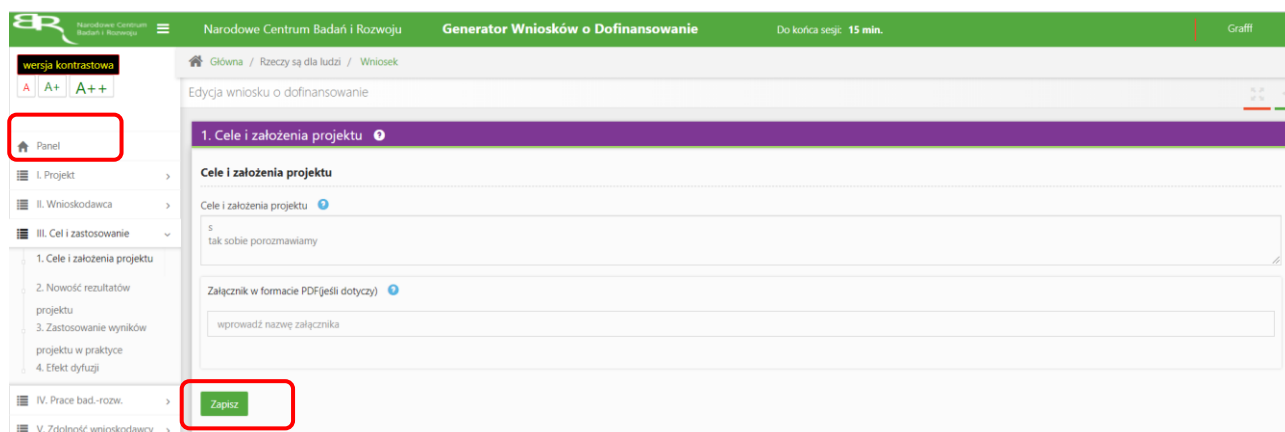 Narodowe Centrum
Badań i Rozwoju
Narodowe Centrum Badań i Rozwoju
Generator Wniosków o Dofinansowanie
Do końca sesji: 15 min.
Graffl
wersja kontrastowa
A A+ A++
Główna / Rzeczy są dla ludzi / Wniosek
Edycja wniosku o dofinansowanie
Panel
I. Projekt
II. Wnioskodawca
III. Cel i zastosowanie
1. Cele i założenia projektu
2. Nowość rezultatów
projektu
3. Zastosowanie wyników
projektu w praktyce
4. Efekt dyfuzji
IV. Prace bad.-rozw.
V. Zdolność wnioskodawcy
1. Cele i założenia projektu
Cele i założenia projektu
Cele i założenia projektu
s
tak sobie porozmawiamy
Załącznik w formacie PDF(jeśli dotyczy)
wprowadź nazwę załącznika
Zapisz